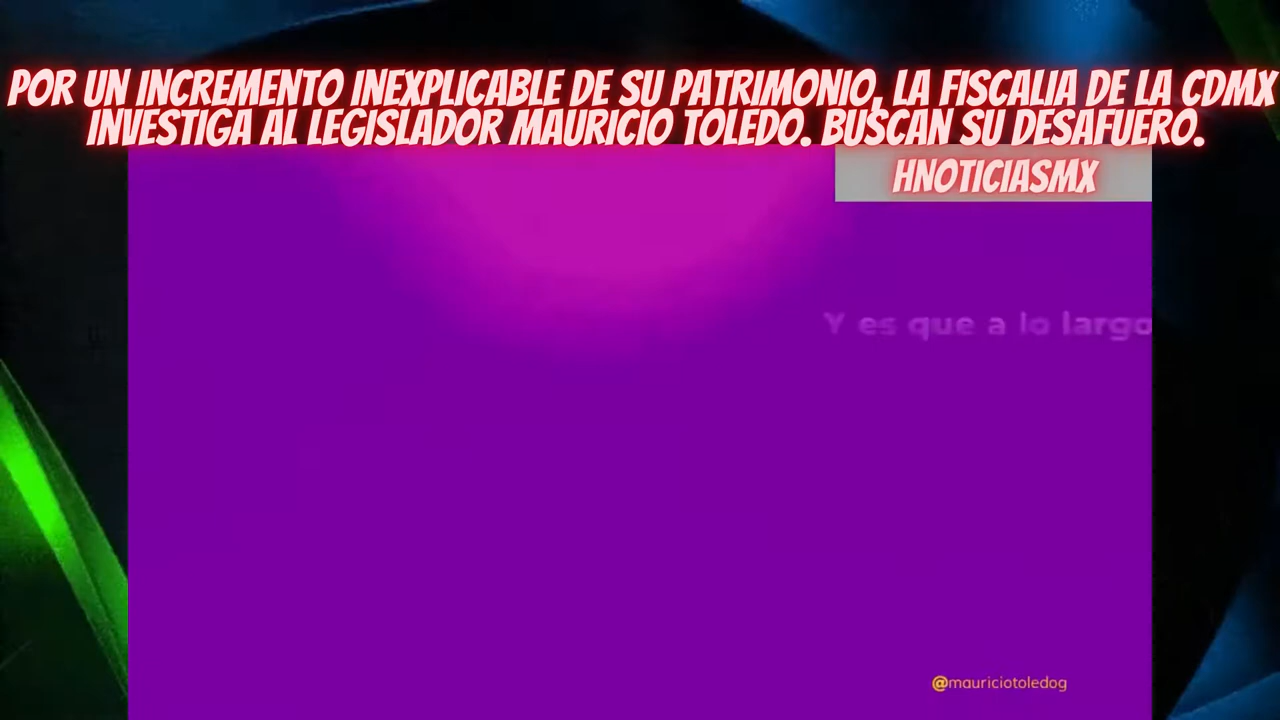 POR UN INCREMENTO INEXPLICABLE DE SU PATRIMONIO, LA FISCALIA DE LA CDMX
INVESTIGA AL LEGISLADOR MAURICIO TOLEDO. BUSCAN SU DESAFUERO.
HNOTICIASMX
Y es que a lo largo
@mauriciotoledog